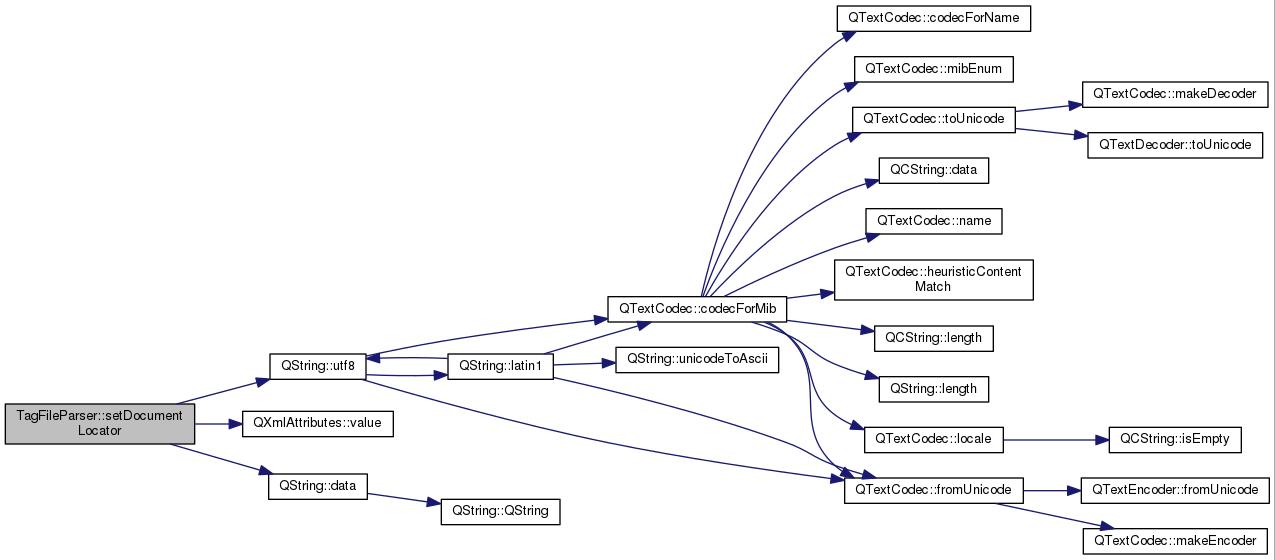 QTextCodec::codecForName
QTextCodec::mibEnum
QTextCodec::makeDecoder
QTextCodec::toUnicode
QTextDecoder::toUnicode
QCString::data
QTextCodec::name
QTextCodec::heuristicContent
Match
QTextCodec::codecForMib
QCString::length
QString::utf8
QString::latin1
QString::unicodeToAscii
QString::length
TagFileParser::setDocument
Locator
QXmlAttributes::value
QTextCodec::locale
QCString::isEmpty
QString::data
QTextCodec::fromUnicode
QTextEncoder::fromUnicode
QString::QString
QTextCodec::makeEncoder